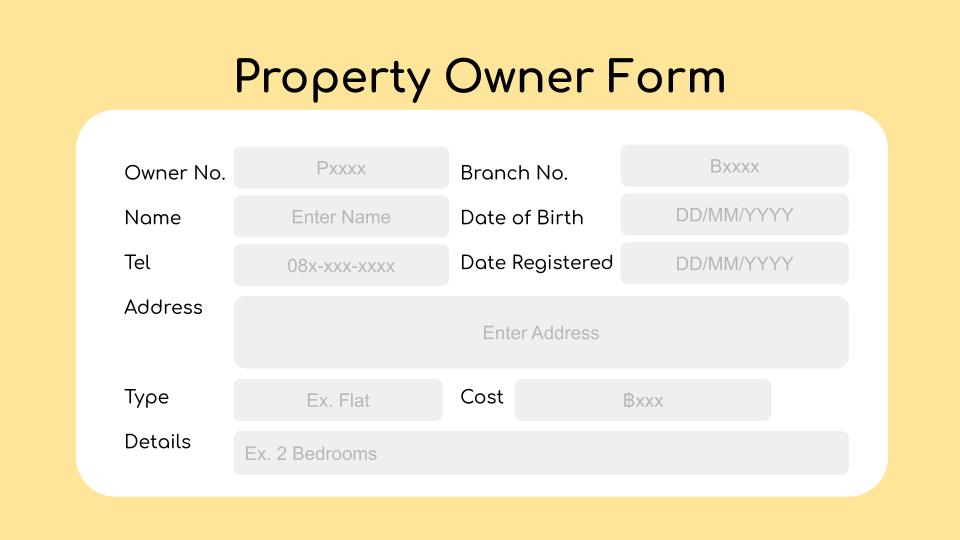 Property Owner Form
Owner No. Pxxxx Branch No. Bxxxx
Name Enter Name Date of Birth DD/MM/YYYY
Tel 08x-xxx-xxxx Date Registered DD/MM/YYYY
Address Enter Address
Type Ex. Flat Cost ฿xxx
Details Ex. 2 Bedrooms